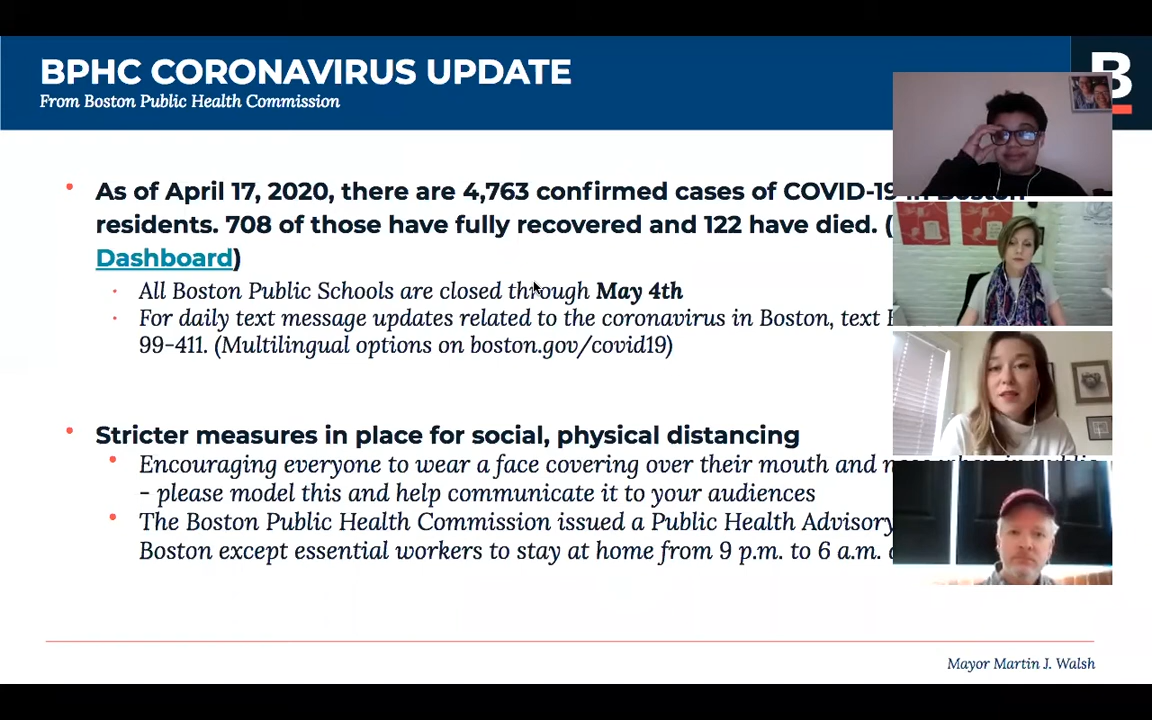 BPHC CORONAVIRUS UPDATE
From Boston Public Health Commission
B
As of April 17, 2020, there are 4,763 confirmed cases of COVID-19 in Boston
residents. 708 of those have fully recovered and 122 have died. (
Dashboard)
All Boston Public Schools are closed through May 4th
For daily text message updates related to the coronavirus in Boston, text
99-411. (Multilingual options on boston.gov/covid19)
Stricter measures in place for social, physical distancing
Encouraging everyone to wear a face covering over their mouth and nose when in public
- please model this and help communicate it to your audiences
The Boston Public Health Commission issued a Public Health Advisory
Boston except essential workers to stay at home from 9 p.m. to 6 a.m.
Mayor Martin J. Walsh